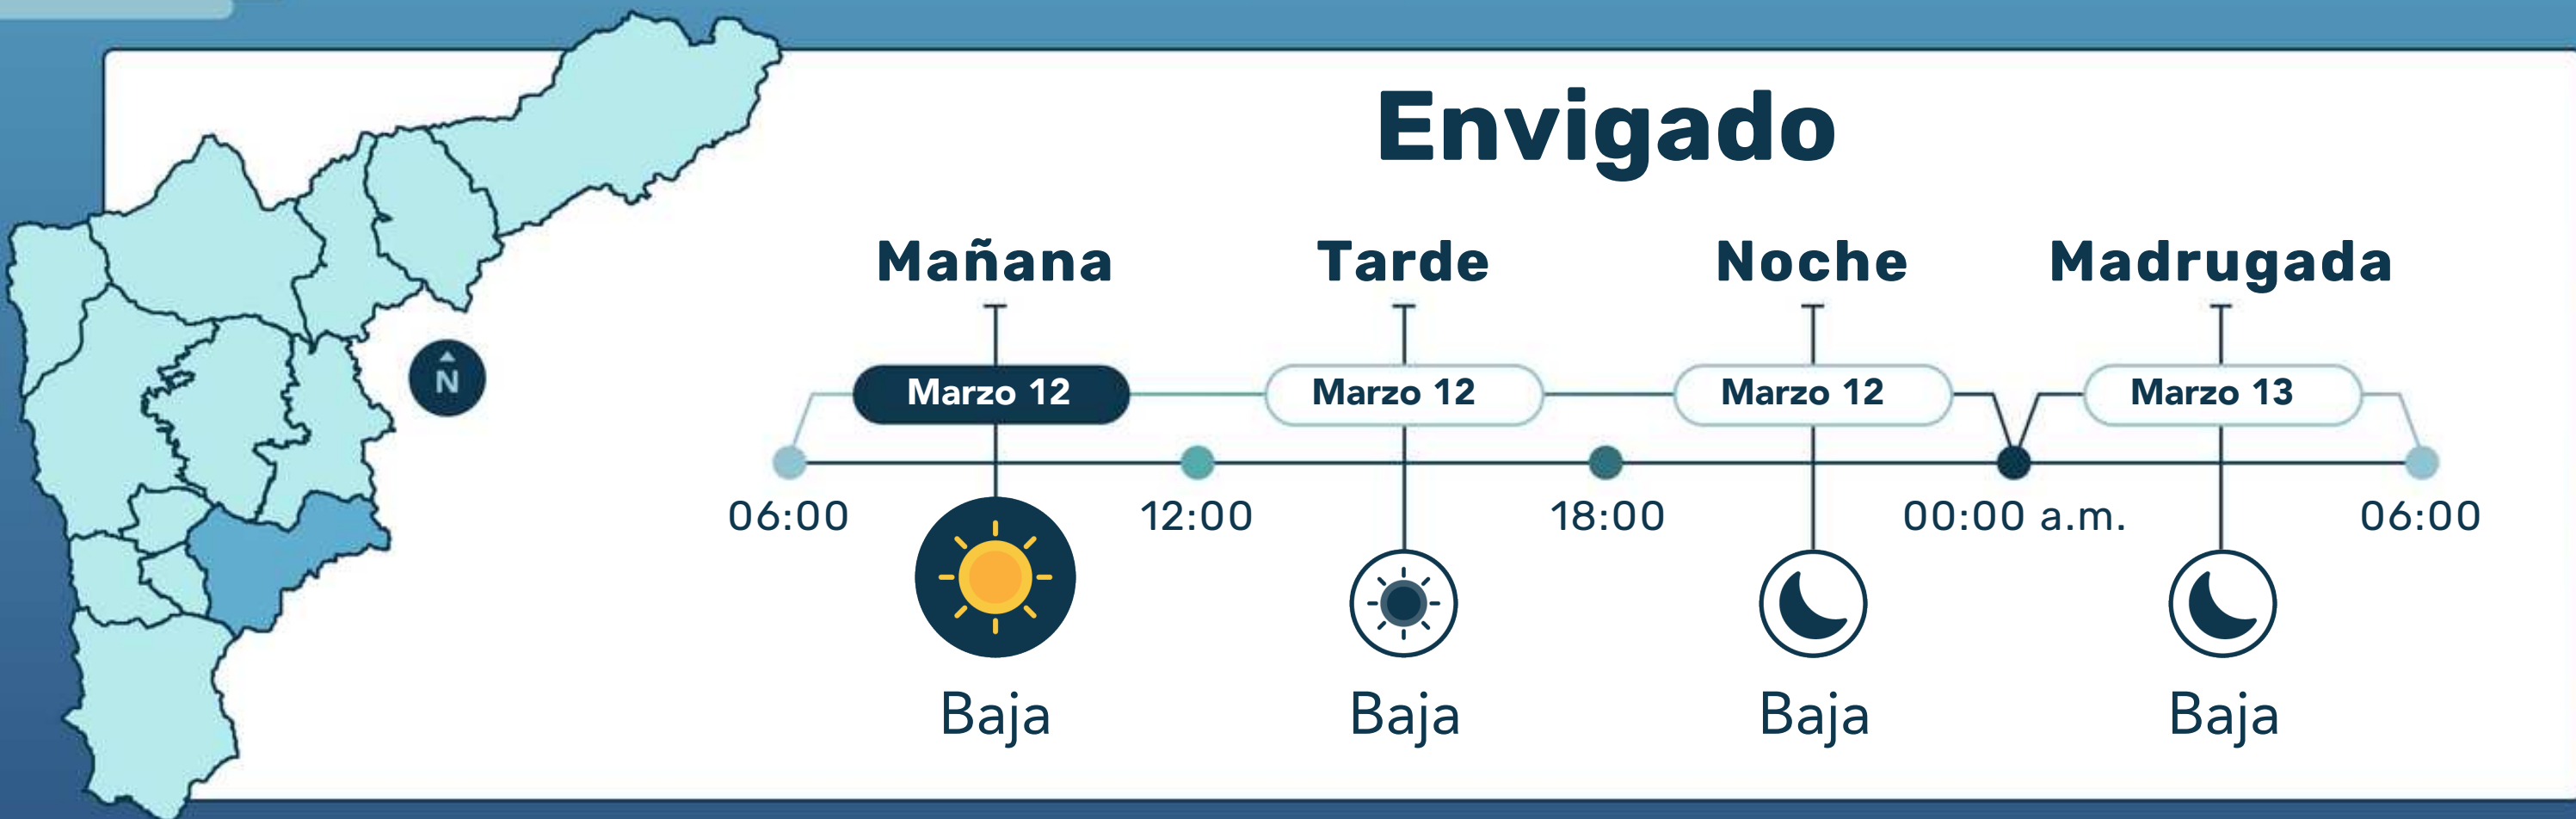 Envigado
Mañana Tarde Noche Madrugada
N
Marzo 12 Marzo 12 Marzo 12 Marzo 13
06:00 12:00 18:00 00:00 a.m. 06:00
Baja Baja Baja Baja